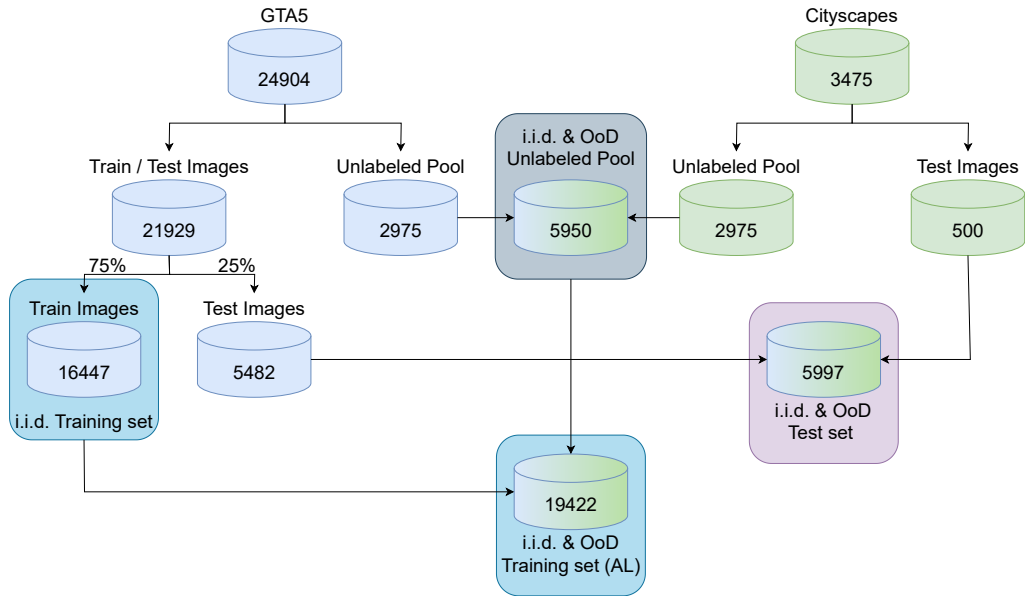 GTA5
24904
Cityscapes
3475
Train / Test Images
21929
Unlabeled Pool
2975
i.i.d. & OoD
Unlabeled Pool
5950
Unlabeled Pool
2975
Test Images
500
75%
25%
Train Images
16447
i.i.d. Training set
Test Images
5482
5997
i.i.d. & OoD
Test set
19422
i.i.d. & OoD
Training set (AL)